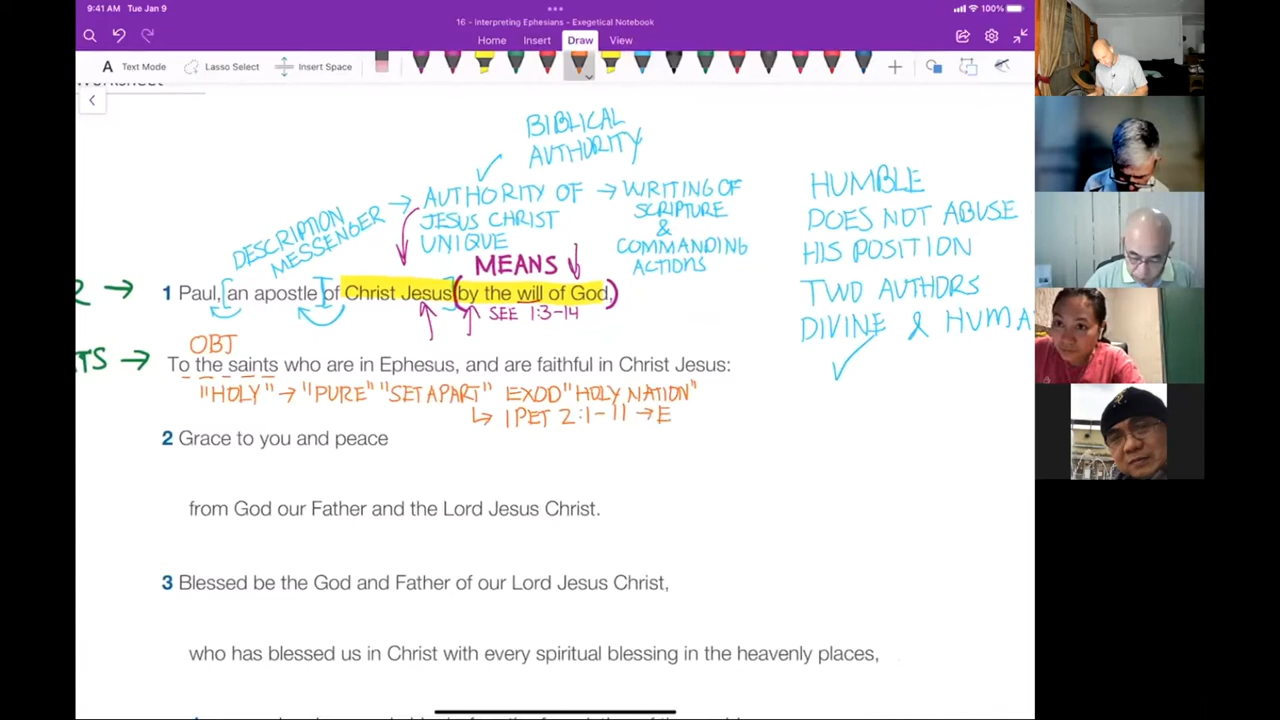 9:41 AM Tue Jan 9
100%
16 - Interpreting Ephesians - Exegetical Notebook
Home Insert Draw View
Text Mode Lasso Select Insert Space
Worksheet
BIBLICAL
AUTHORITY
DESCRIPTION
MESSENGER
AUTHORITY OF
JESUS CHRIST
UNIQUE
WRITING OF
SCRIPTURE
&
COMMANDING
ACTIONS
HUMBLE
DOES NOT ABUSE
HIS POSITION
TWO AUTHORS
DIVINE & HUMA
MEANS
R → 1 Paul, [an apostle] of Christ Jesus] (by the will of God,)
SEE 1:3-14
OBJ
TS → To the saints who are in Ephesus, and are faithful in Christ Jesus:
"HOLY" → "PURE" "SET APART" EXOD "HOLY NATION"
↳ 1 PET 2:1-11 → E
2 Grace to you and peace
from God our Father and the Lord Jesus Christ.
3 Blessed be the God and Father of our Lord Jesus Christ,
who has blessed us in Christ with every spiritual blessing in the heavenly places,